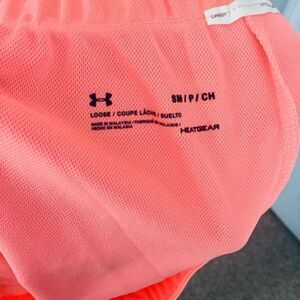 SM / P / CH
LOOSE / COUPE LÂCHE / SUELTO
MADE IN MALAYSIA / FABRIQUÉ EN MALAISIE /
HECHO EN MALASIA
HEATGEAR